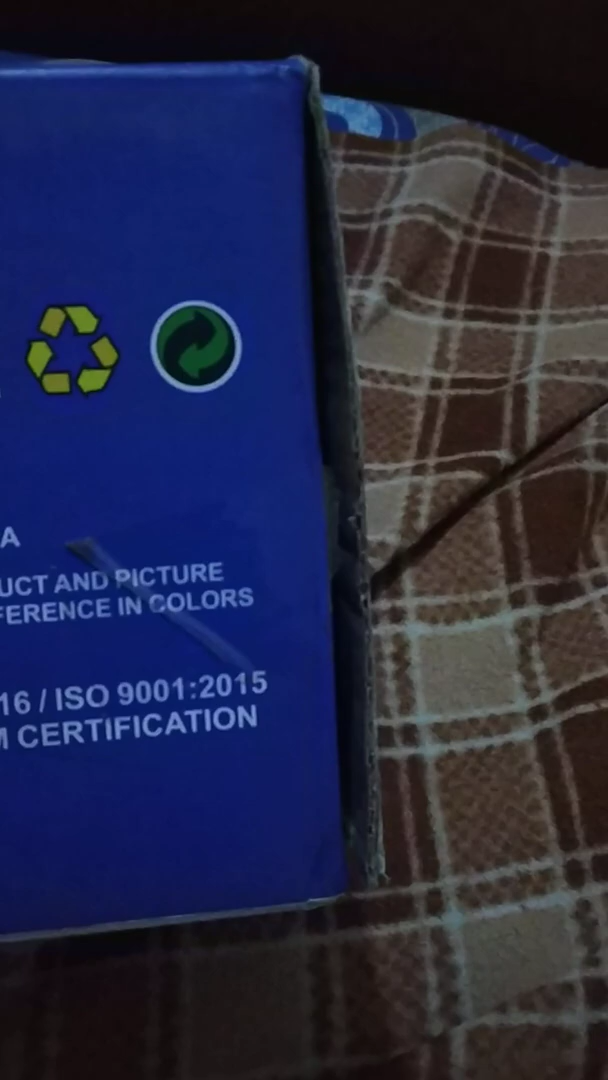 A
UCT AND PICTURE
FERENCE IN COLORS
16 / ISO 9001:2015
M CERTIFICATION